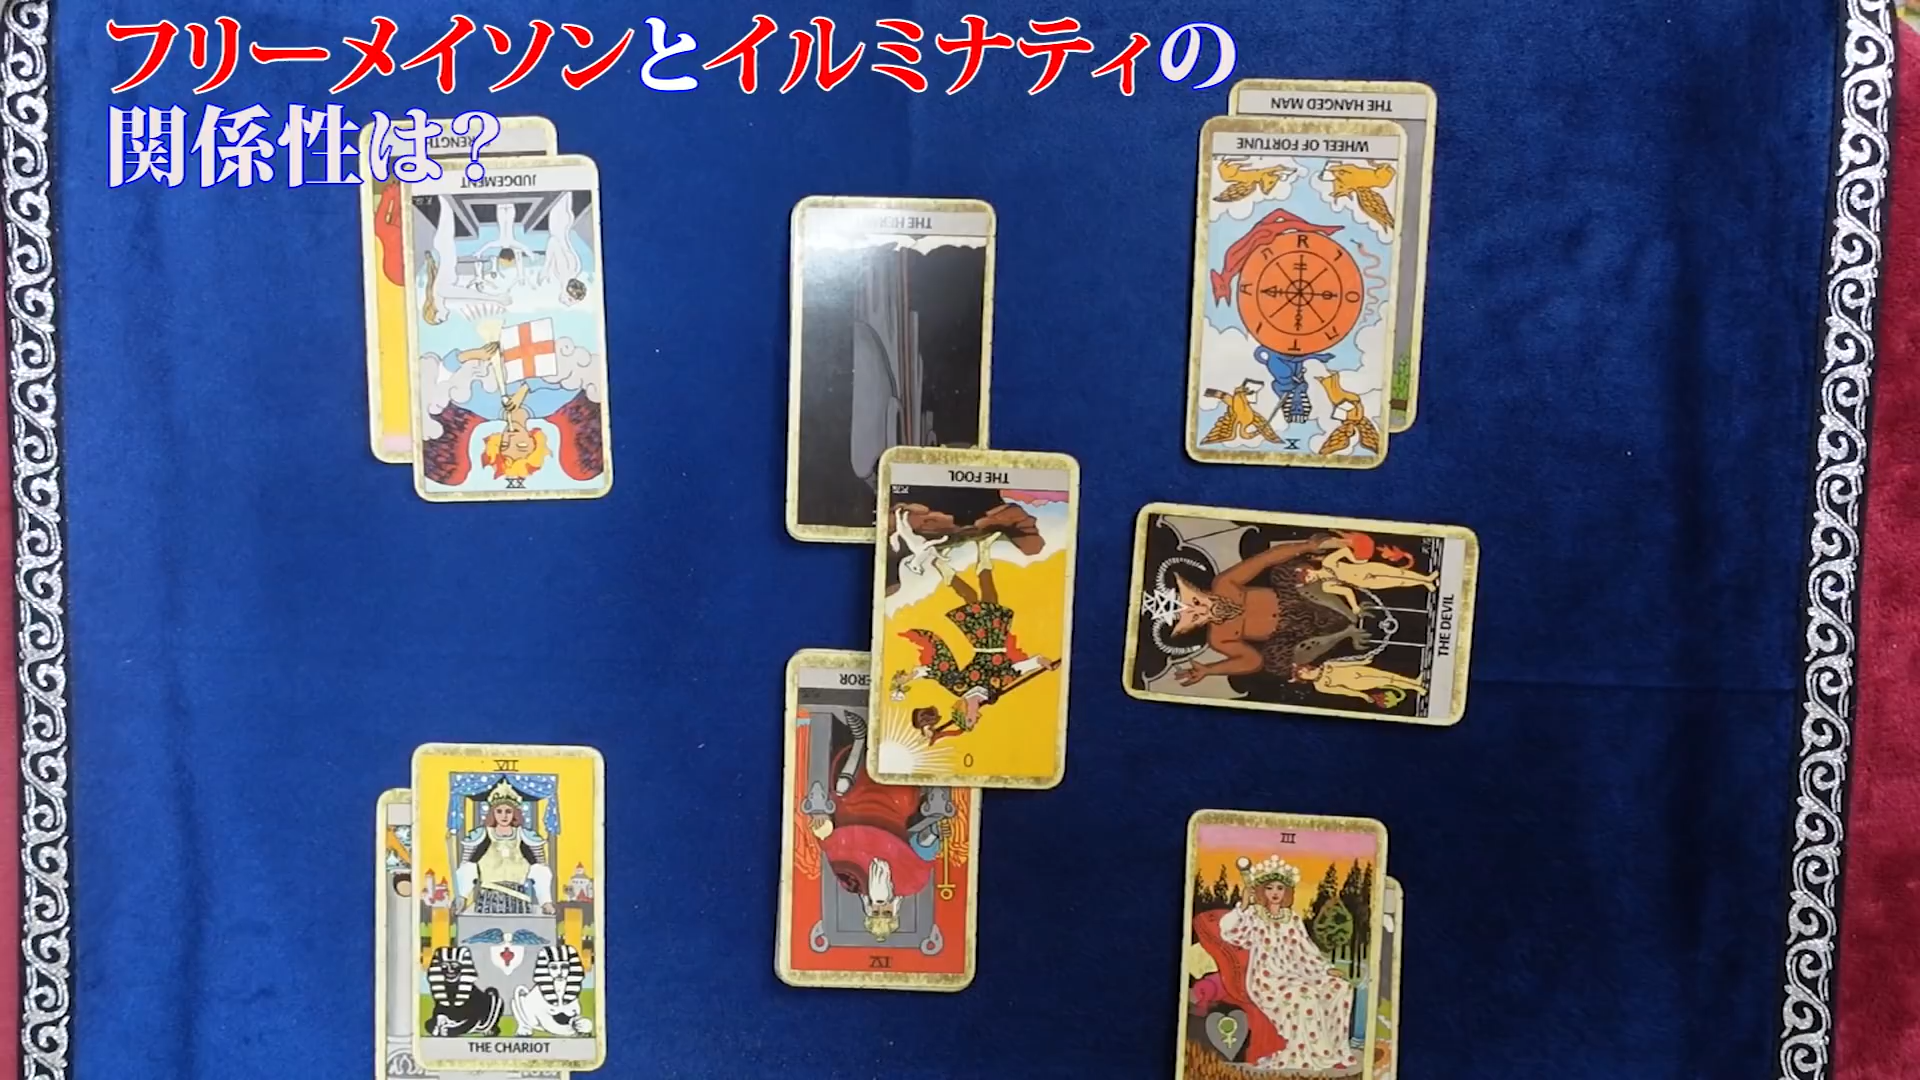 フリーメイソンとイルミナティの
関係性は?
THE HANGED MAN
WHEEL OF FORTUNE
JUDGEMENT
THE FOOL
0
X
XX
THE DEVIL
VII
III
IV
THE CHARIOT